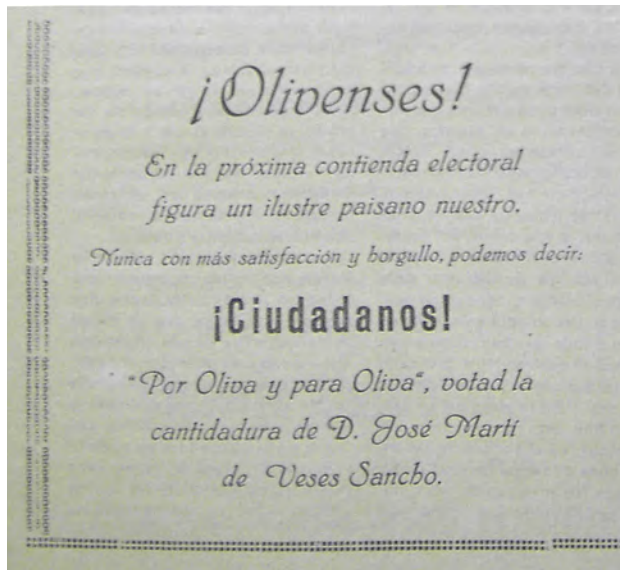 ¡Olivenses!
En la próxima contienda electoral
figura un ilustre paisano nuestro.
Nunca con más satisfacción y horgullo, podemos decir:
¡Ciudadanos!
"Por Oliva y para Oliva", votad la
cantidadura de D. José Martí
de Veses Sancho.